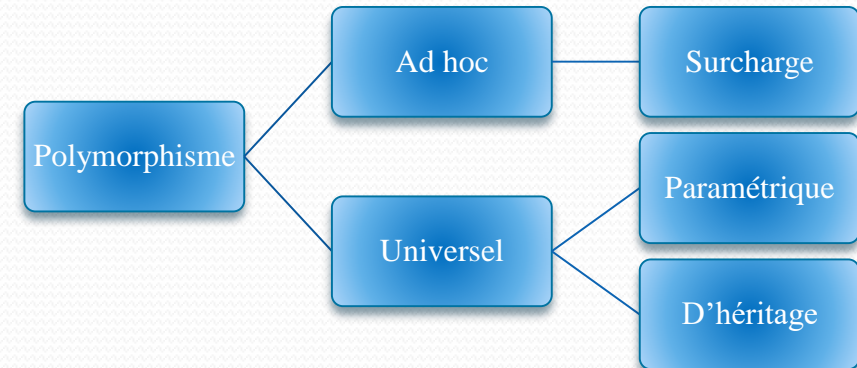 Polymorphisme
Ad hoc
Surcharge
Universel
Paramétrique
D’héritage